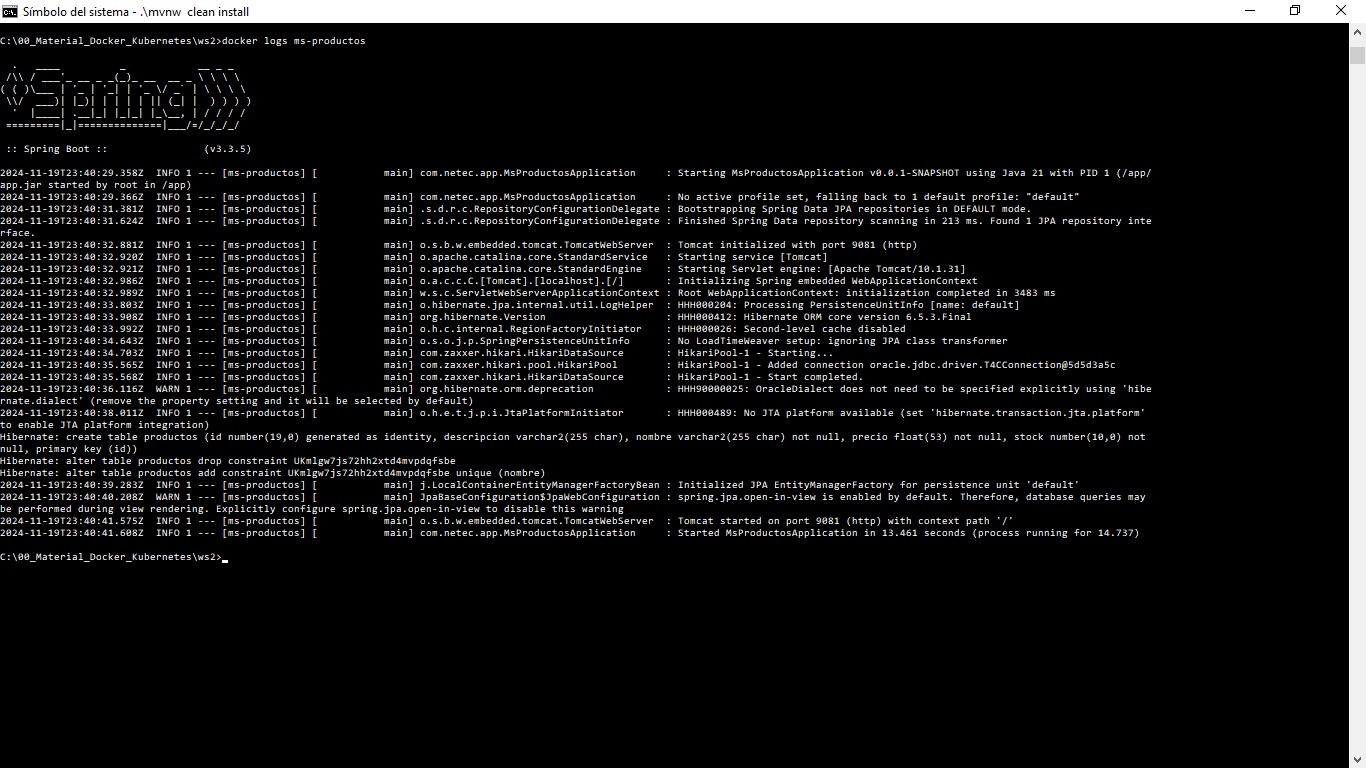 Símbolo del sistema - .\mvnw  clean install
C:\00_Material_Docker_Kubernetes\ws2>docker logs ms-productos
  .   ____          _            __ _ _
 /\\ / ___'_ __ _ _(_)_ __  __ _ \ \ \ \
( ( )\___ | '_ | '_| | '_ \/ _` | \ \ \ \
 \\/  ___)| |_)| | | | | || (_| |  ) ) ) )
  '  |____| .__|_| |_|_| |_\__, | / / / /
 =========|_|==============|___/=/_/_/_/
 :: Spring Boot ::                (v3.3.5)
2024-11-19T23:40:29.358Z  INFO 1 --- [ms-productos] [           main] com.netec.app.MsProductosApplication     : Starting MsProductosApplication v0.0.1-SNAPSHOT using Java 21 with PID 1 (/app/
app.jar started by root in /app)
2024-11-19T23:40:29.366Z  INFO 1 --- [ms-productos] [           main] com.netec.app.MsProductosApplication     : No active profile set, falling back to 1 default profile: "default"
2024-11-19T23:40:31.381Z  INFO 1 --- [ms-productos] [           main] .s.d.r.c.RepositoryConfigurationDelegate : Bootstrapping Spring Data JPA repositories in DEFAULT mode.
2024-11-19T23:40:31.624Z  INFO 1 --- [ms-productos] [           main] .s.d.r.c.RepositoryConfigurationDelegate : Finished Spring Data repository scanning in 213 ms. Found 1 JPA repository inte
rface.
2024-11-19T23:40:32.881Z  INFO 1 --- [ms-productos] [           main] o.s.b.w.embedded.tomcat.TomcatWebServer  : Tomcat initialized with port 9081 (http)
2024-11-19T23:40:32.920Z  INFO 1 --- [ms-productos] [           main] o.apache.catalina.core.StandardService   : Starting service [Tomcat]
2024-11-19T23:40:32.921Z  INFO 1 --- [ms-productos] [           main] o.apache.catalina.core.StandardEngine    : Starting Servlet engine: [Apache Tomcat/10.1.31]
2024-11-19T23:40:32.986Z  INFO 1 --- [ms-productos] [           main] o.a.c.c.C.[Tomcat].[localhost].[/]       : Initializing Spring embedded WebApplicationContext
2024-11-19T23:40:32.989Z  INFO 1 --- [ms-productos] [           main] w.s.c.ServletWebServerApplicationContext : Root WebApplicationContext: initialization completed in 3483 ms
2024-11-19T23:40:33.803Z  INFO 1 --- [ms-productos] [           main] o.hibernate.jpa.internal.util.LogHelper  : HHH000204: Processing PersistenceUnitInfo [name: default]
2024-11-19T23:40:33.908Z  INFO 1 --- [ms-productos] [           main] org.hibernate.Version                    : HHH000412: Hibernate ORM core version 6.5.3.Final
2024-11-19T23:40:33.992Z  INFO 1 --- [ms-productos] [           main] o.h.c.internal.RegionFactoryInitiator    : HHH000026: Second-level cache disabled
2024-11-19T23:40:34.643Z  INFO 1 --- [ms-productos] [           main] o.s.o.j.p.SpringPersistenceUnitInfo      : No LoadTimeWeaver setup: ignoring JPA class transformer
2024-11-19T23:40:34.703Z  INFO 1 --- [ms-productos] [           main] com.zaxxer.hikari.HikariDataSource       : HikariPool-1 - Starting...
2024-11-19T23:40:35.565Z  INFO 1 --- [ms-productos] [           main] com.zaxxer.hikari.pool.HikariPool        : HikariPool-1 - Added connection oracle.jdbc.driver.T4CConnection@5d5d3a5c
2024-11-19T23:40:35.568Z  INFO 1 --- [ms-productos] [           main] com.zaxxer.hikari.HikariDataSource       : HikariPool-1 - Start completed.
2024-11-19T23:40:36.116Z  WARN 1 --- [ms-productos] [           main] org.hibernate.orm.deprecation            : HHH90000025: OracleDialect does not need to be specified explicitly using 'hibe
rnate.dialect' (remove the property setting and it will be selected by default)
2024-11-19T23:40:38.011Z  INFO 1 --- [ms-productos] [           main] o.h.e.t.j.p.i.JtaPlatformInitiator       : HHH000489: No JTA platform available (set 'hibernate.transaction.jta.platform'
to enable JTA platform integration)
Hibernate: create table productos (id number(19,0) generated as identity, descripcion varchar2(255 char), nombre varchar2(255 char) not null, precio float(53) not null, stock number(10,0) not
null, primary key (id))
Hibernate: alter table productos drop constraint UKmlgw7js72hh2xtd4mvpdqfsbe
Hibernate: alter table productos add constraint UKmlgw7js72hh2xtd4mvpdqfsbe unique (nombre)
2024-11-19T23:40:39.283Z  INFO 1 --- [ms-productos] [           main] j.LocalContainerEntityManagerFactoryBean : Initialized JPA EntityManagerFactory for persistence unit 'default'
2024-11-19T23:40:40.208Z  WARN 1 --- [ms-productos] [           main] JpaBaseConfiguration$JpaWebConfiguration : spring.jpa.open-in-view is enabled by default. Therefore, database queries may
be performed during view rendering. Explicitly configure spring.jpa.open-in-view to disable this warning
2024-11-19T23:40:41.575Z  INFO 1 --- [ms-productos] [           main] o.s.b.w.embedded.tomcat.TomcatWebServer  : Tomcat started on port 9081 (http) with context path '/'
2024-11-19T23:40:41.608Z  INFO 1 --- [ms-productos] [           main] com.netec.app.MsProductosApplication     : Started MsProductosApplication in 13.461 seconds (process running for 14.737)
C:\00_Material_Docker_Kubernetes\ws2>